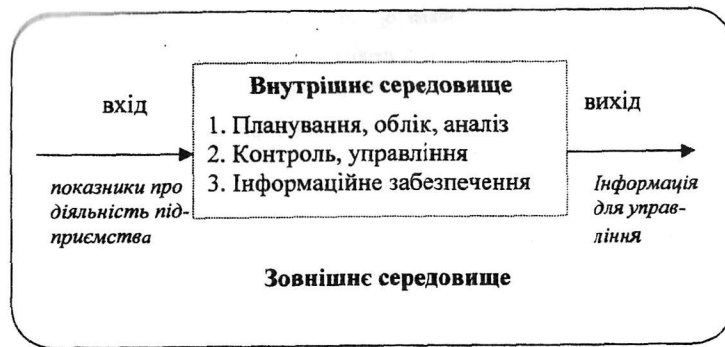 Внутрішнє середовище
1. Планування, облік, аналіз
2. Контроль, управління
3. Інформаційне забезпечення
вхід
показники про
діяльність під-
приємства
вихід
Інформація
для управ-
ління
Зовнішнє середовище